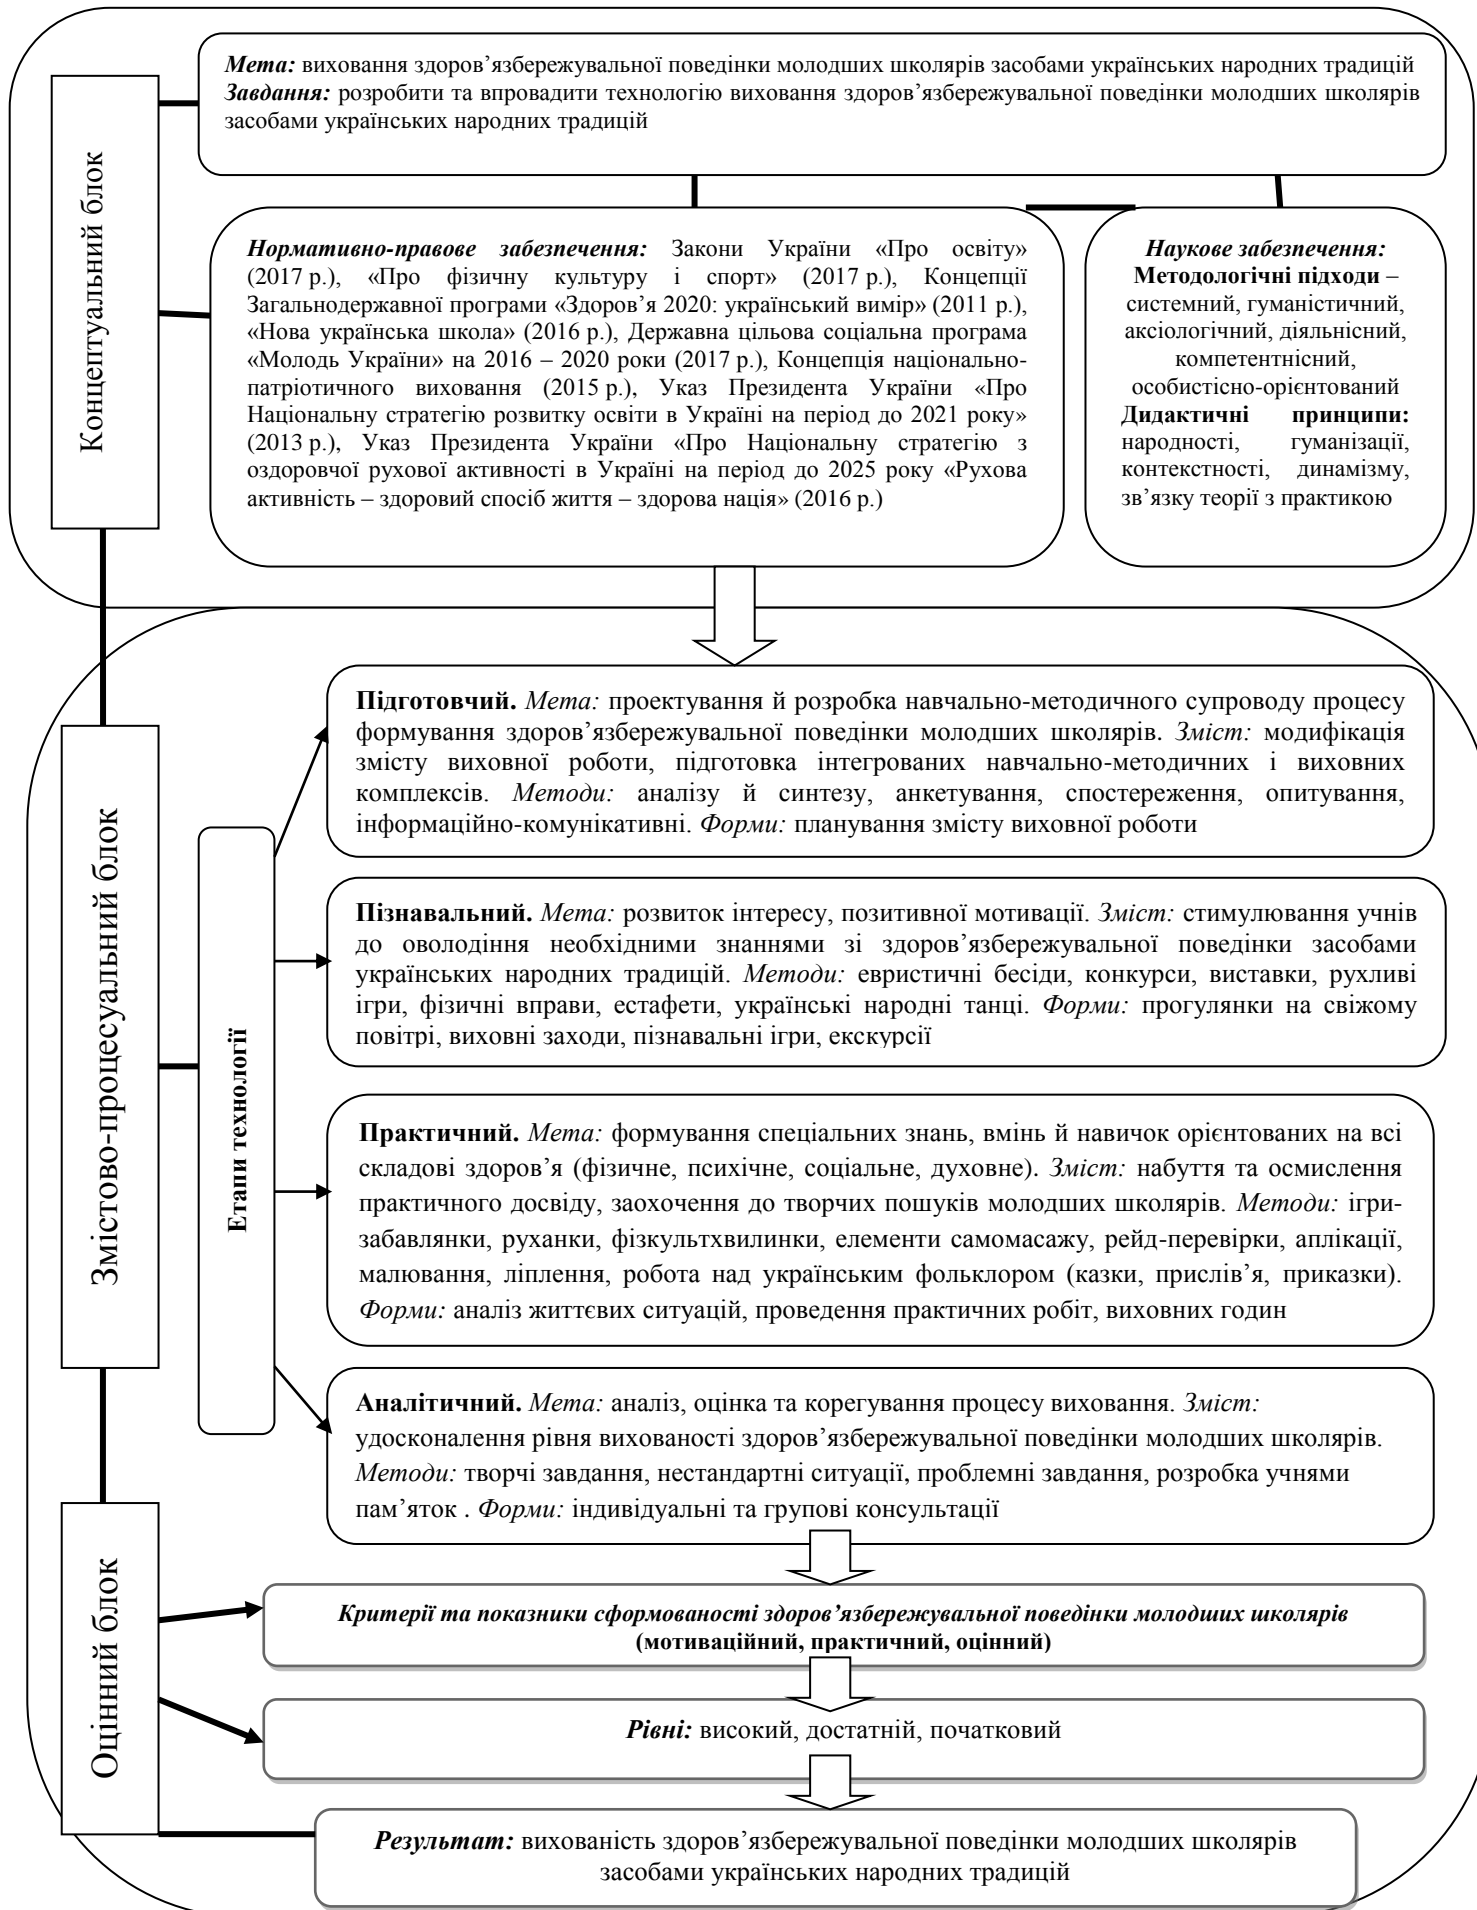 Концептуальний блок
Мета: виховання здоров’язбережувальної поведінки молодших школярів засобами українських народних традицій
Завдання: розробити та впровадити технологію виховання здоров’язбережувальної поведінки молодших школярів
засобами українських народних традицій
Нормативно-правове забезпечення: Закони України «Про освіту»
(2017 р.), «Про фізичну культуру і спорт» (2017 р.), Концепції
Загальнодержавної програми «Здоров’я 2020: український вимір» (2011 р.),
«Нова українська школа» (2016 р.), Державна цільова соціальна програма
«Молодь України» на 2016 – 2020 роки (2017 р.), Концепція національно-
патріотичного виховання (2015 р.), Указ Президента України «Про
Національну стратегію розвитку освіти в Україні на період до 2021 року»
(2013 р.), Указ Президента України «Про Національну стратегію з
оздоровчої рухової активності в Україні на період до 2025 року «Рухова
активність – здоровий спосіб життя – здорова нація» (2016 р.)
Наукове забезпечення:
Методологічні підходи –
системний, гуманістичний,
аксіологічний, діяльнісний,
компетентнісний,
особистісно-орієнтований
Дидактичні принципи:
народності, гуманізації,
контекстності, динамізму,
зв’язку теорії з практикою
Змістово-процесуальний блок
Етапи технології
Підготовчий. Мета: проектування й розробка навчально-методичного супроводу процесу
формування здоров’язбережувальної поведінки молодших школярів. Зміст: модифікація
змісту виховної роботи, підготовка інтегрованих навчально-методичних і виховних
комплексів. Методи: аналізу й синтезу, анкетування, спостереження, опитування,
інформаційно-комунікативні. Форми: планування змісту виховної роботи
Пізнавальний. Мета: розвиток інтересу, позитивної мотивації. Зміст: стимулювання учнів
до оволодіння необхідними знаннями зі здоров’язбережувальної поведінки засобами
українських народних традицій. Методи: евристичні бесіди, конкурси, виставки, рухливі
ігри, фізичні вправи, естафети, українські народні танці. Форми: прогулянки на свіжому
повітрі, виховні заходи, пізнавальні ігри, екскурсії
Практичний. Мета: формування спеціальних знань, вмінь й навичок орієнтованих на всі
складові здоров’я (фізичне, психічне, соціальне, духовне). Зміст: набуття та осмислення
практичного досвіду, заохочення до творчих пошуків молодших школярів. Методи: ігри-
забавлянки, руханки, фізкультхвилинки, елементи самомасажу, рейд-перевірки, аплікації,
малювання, ліплення, робота над українським фольклором (казки, прислів’я, приказки).
Форми: аналіз життєвих ситуацій, проведення практичних робіт, виховних годин
Аналітичний. Мета: аналіз, оцінка та корегування процесу виховання. Зміст:
удосконалення рівня вихованості здоров’язбережувальної поведінки молодших школярів.
Методи: творчі завдання, нестандартні ситуації, проблемні завдання, розробка учнями
пам’яток . Форми: індивідуальні та групові консультації
Оцінний блок
Критерії та показники сформованості здоров’язбережувальної поведінки молодших школярів
(мотиваційний, практичний, оцінний)
Рівні: високий, достатній, початковий
Результат: вихованість здоров’язбережувальної поведінки молодших школярів
засобами українських народних традицій